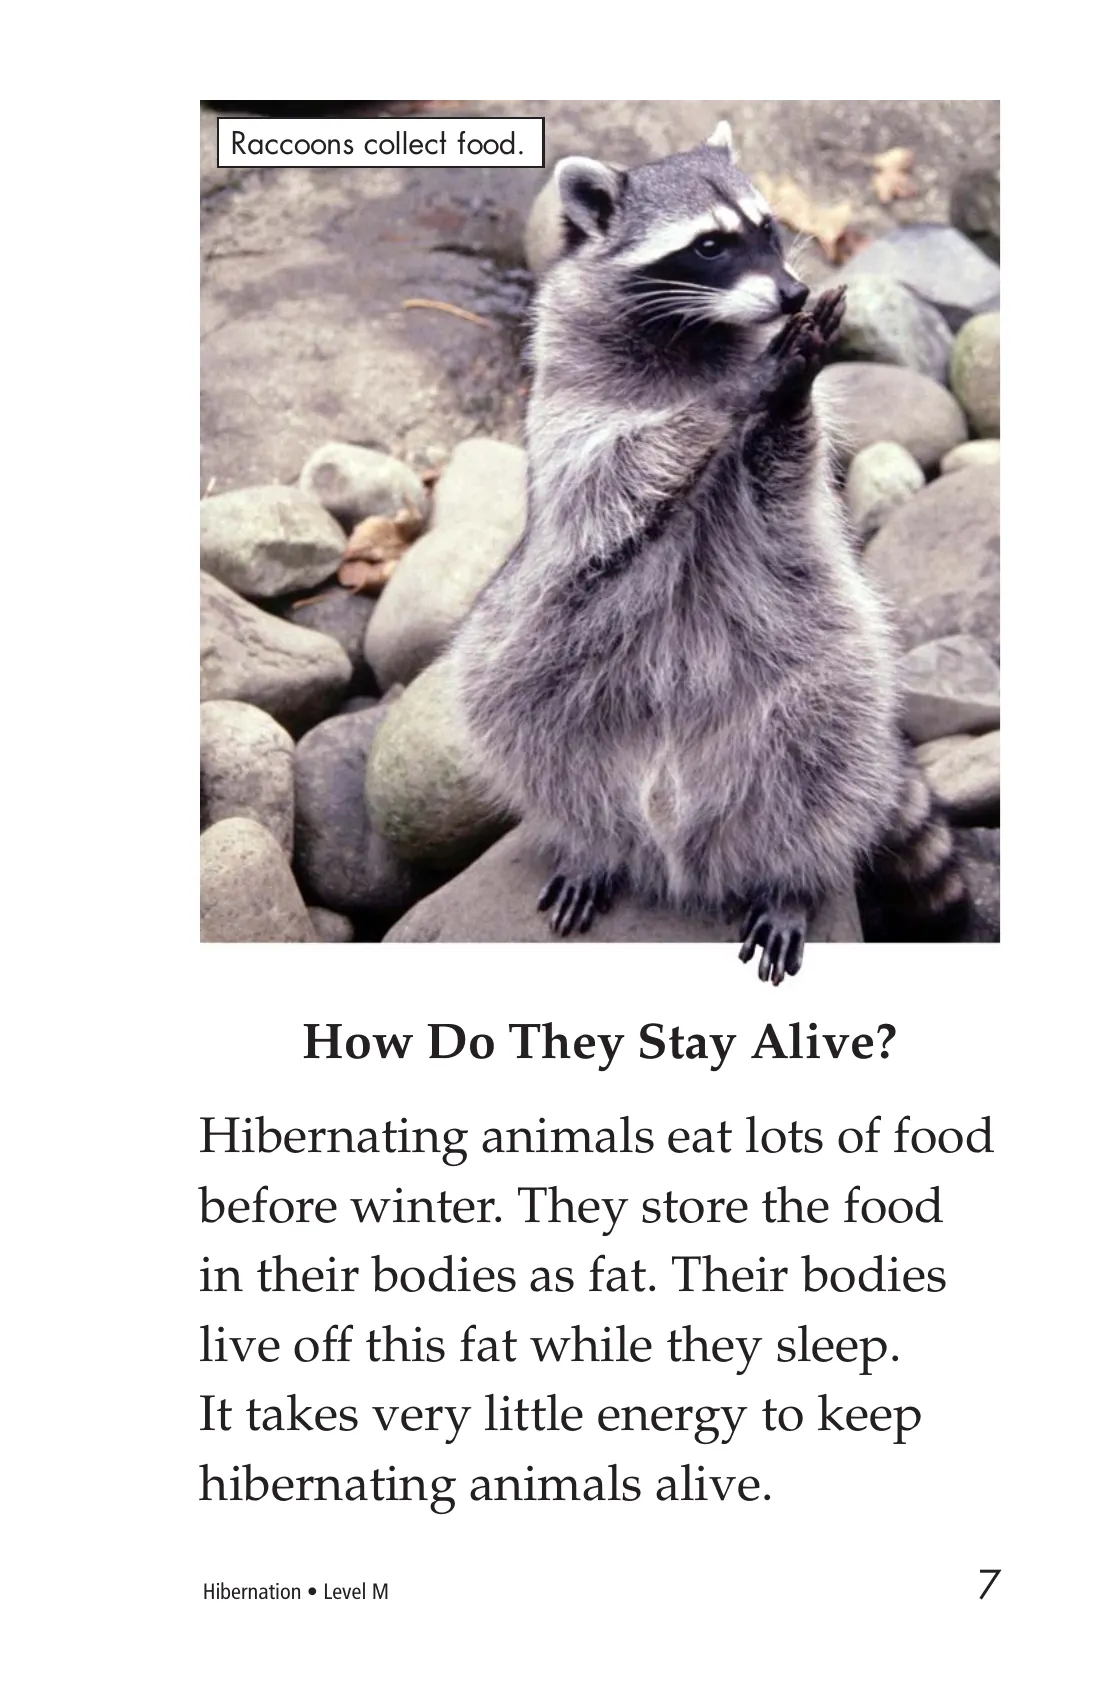 Raccoons collect food.
How Do They Stay Alive?
Hibernating animals eat lots of food
before winter. They store the food
in their bodies as fat. Their bodies
live off this fat while they sleep.
It takes very little energy to keep
hibernating animals alive.
Hibernation • Level M
7